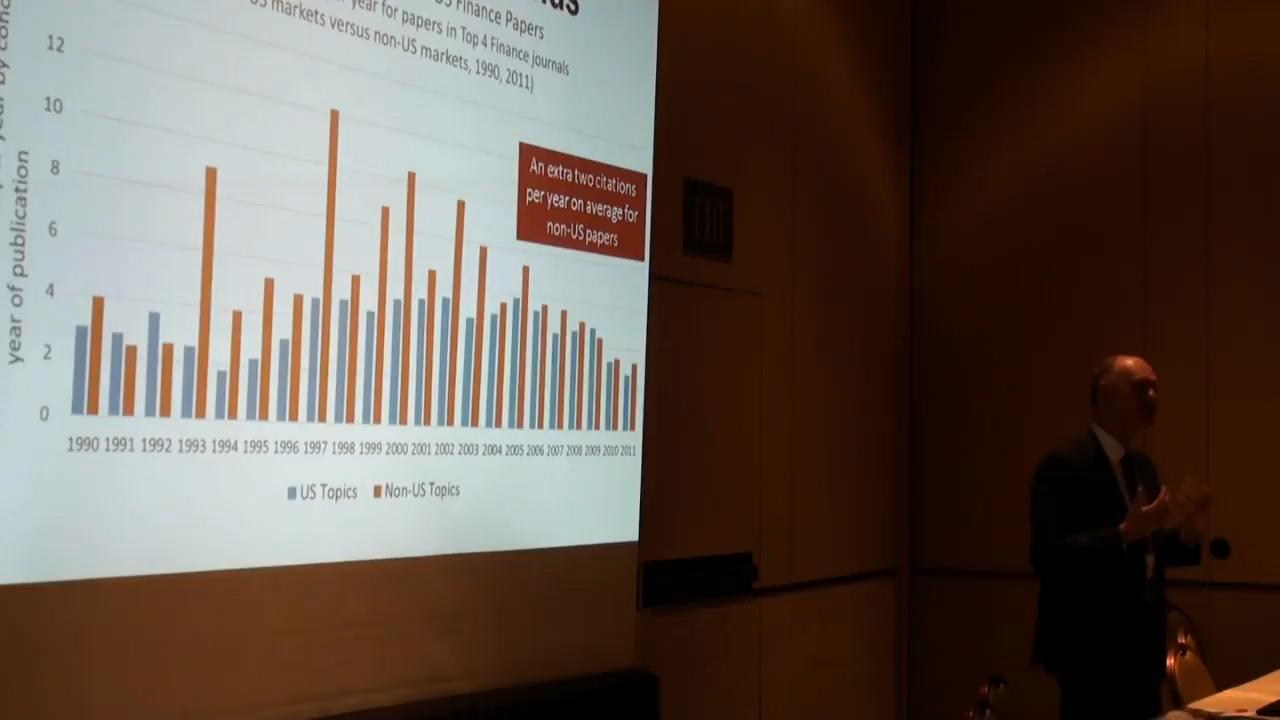 Finance Papers
year for papers in Top 4 Finance journals
markets versus non-US markets, 1990, 2011)
year of publication
12
10
8
6
4
2
0
An extra two citations
per year on average for
non-US papers
1990 1991 1992 1993 1994 1995 1996 1997 1998 1999 2000 2001 2002 2003 2004 2005 2006 2007 2008 2009 2010 2011
US Topics Non-US Topics
EXIT